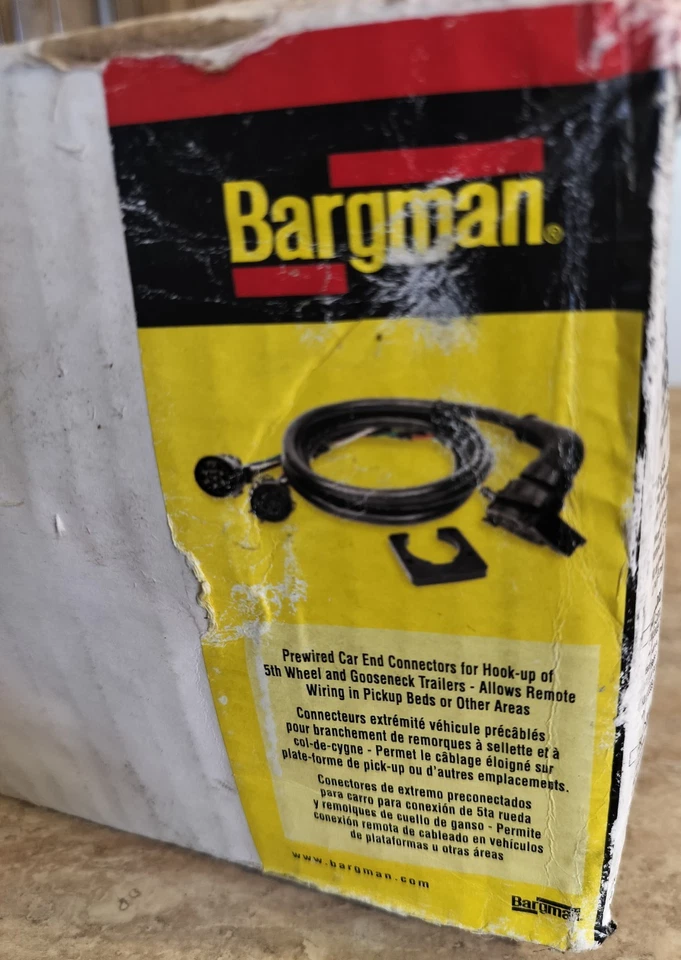 Bargman®
Prewired Car End Connectors for Hook-up of
5th Wheel and Gooseneck Trailers - Allows Remote
Wiring in Pickup Beds or Other Areas
Connecteurs extrémité véhicule précâblés
pour branchement de remorques à sellette et à
col-de-cygne - Permet le câblage éloigné sur
plate-forme de pick-up ou d'autres emplacements.
Conectores de extremo preconectados
para carro para conexión de 5ta rueda
y remolques de cuello de ganso - Permite
conexión remota de cableado en vehículos
de plataformas u otras áreas
www.bargman.com
Bargman